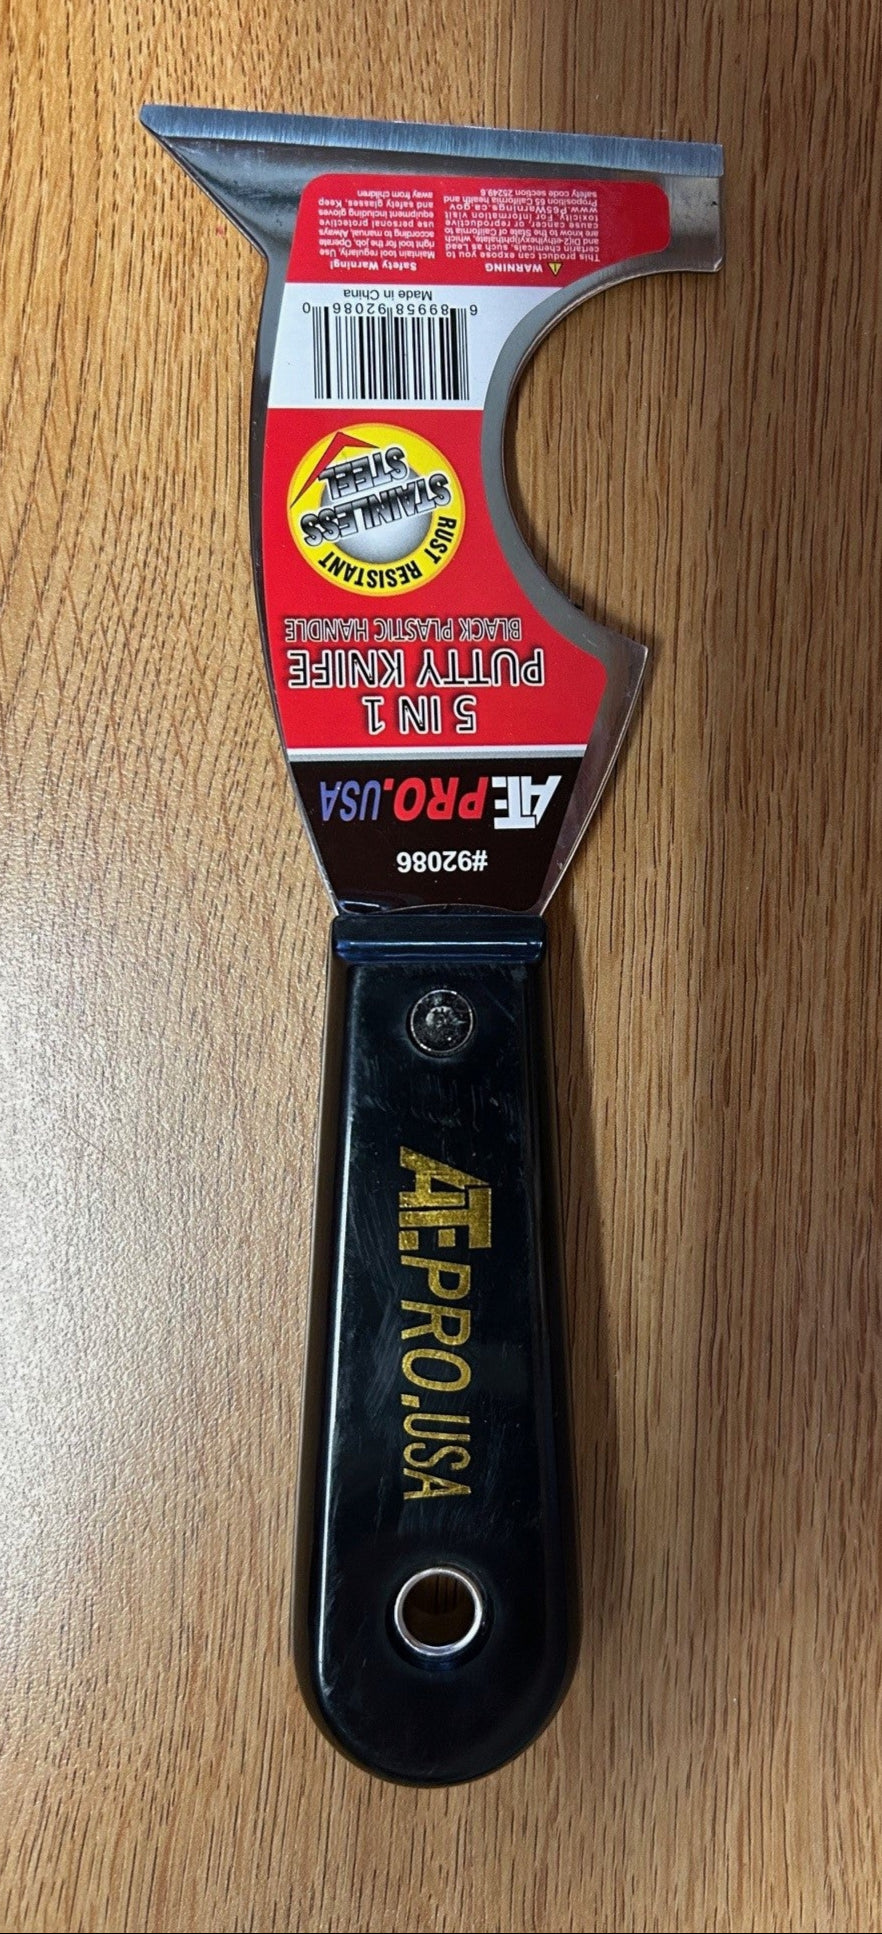 #92086
ATE PRO.USA
5 IN 1
PUTTY KNIFE
BLACK PLASTIC HANDLE
RUST RESISTANT
STAINLESS
STEEL
6 89958 92086 0
Made in China
⚠ WARNING
This product can expose you to
certarin chemicals, such as Lead
and Di(2-ethylhexyl)phthalate, which
are know to the State of California to
cause cancer or reproductive
toxicity. For information visit
www.P65Warnings.ca.gov
Proposition 65 California health and
safety code section 25249.6
Safety Warning!
Maintain tool regularly, Use
right tool for the job, Operate
according to manual, Always
use personal protective
equipment including gloves
and safety glasses, Keep
away from children
ATE PRO.USA